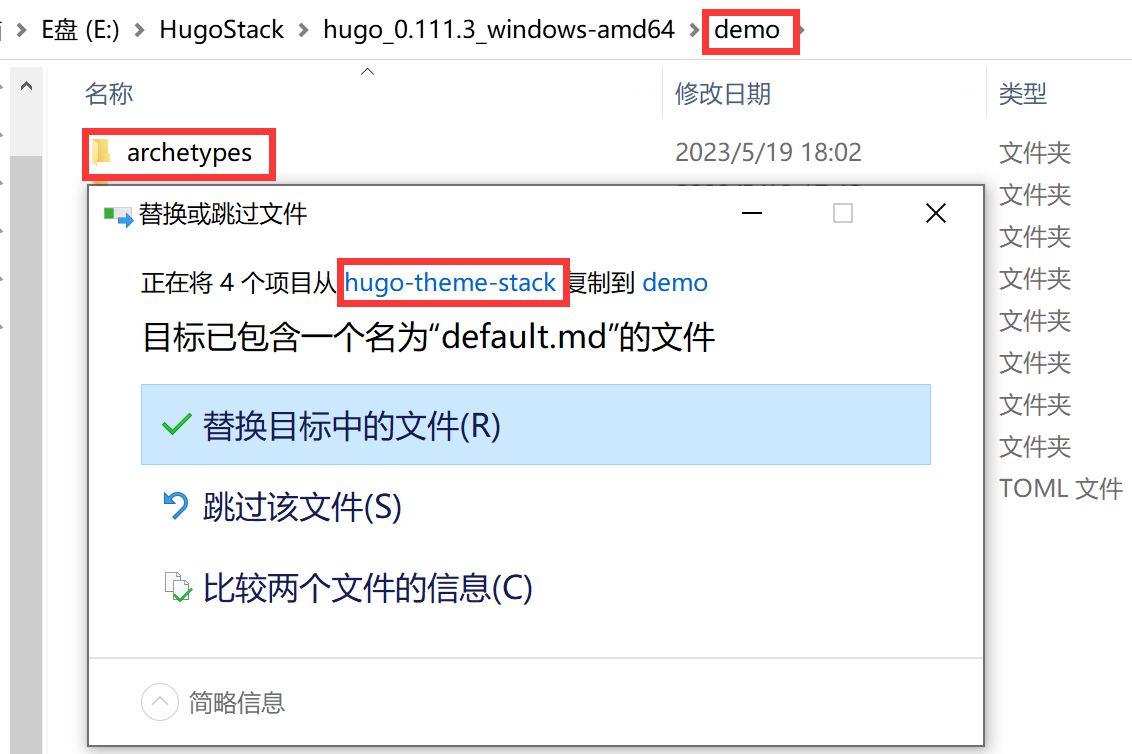 E盘 (E:) > HugoStack > hugo_0.111.3_windows-amd64 > demo
名称 修改日期 类型
archetypes 2023/5/19 18:02 文件夹
文件夹
替换或跳过文件
文件夹
正在将 4 个项目从 hugo-theme-stack 复制到 demo
文件夹
目标已包含一个名为“default.md”的文件
文件夹
文件夹
替换目标中的文件(R)
文件夹
文件夹
TOML 文件
跳过该文件(S)
比较两个文件的信息(C)
简略信息